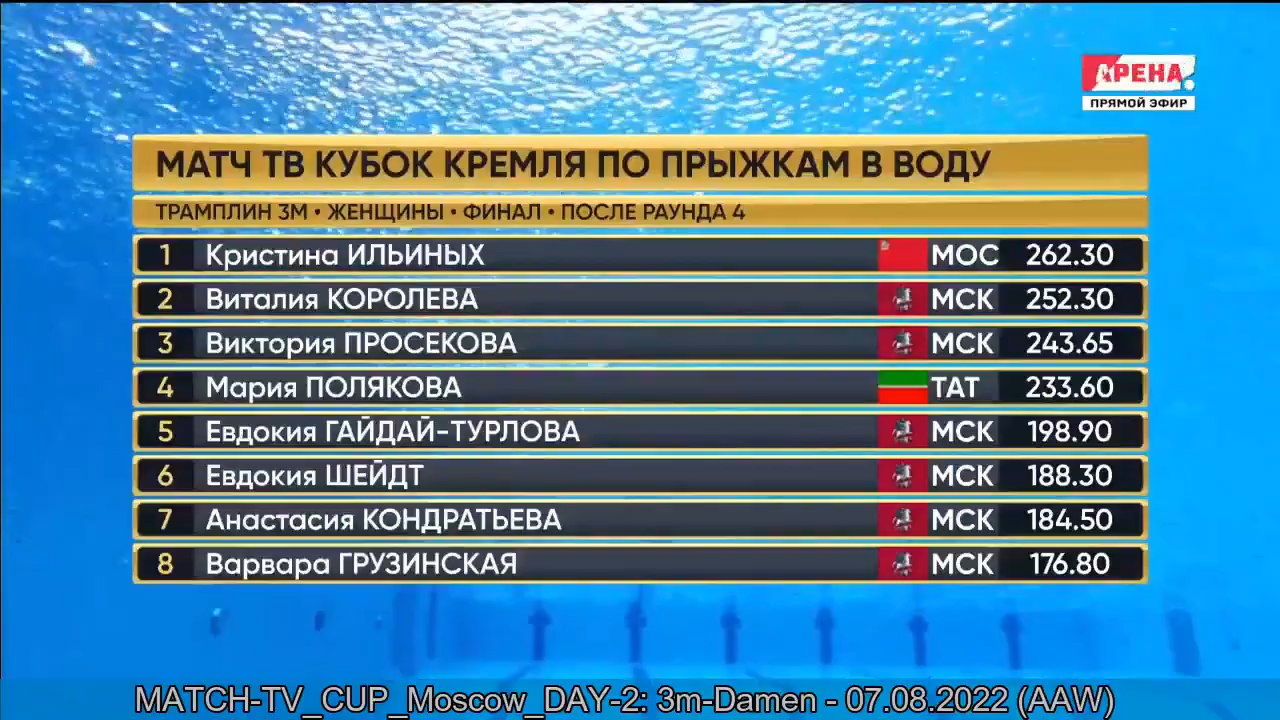 АРЕНА!
ПРЯМОЙ ЭФИР
МАТЧ ТВ КУБОК КРЕМЛЯ ПО ПРЫЖКАМ В ВОДУ
ТРАМПЛИН 3М • ЖЕНЩИНЫ • ФИНАЛ • ПОСЛЕ РАУНДА 4
1 Кристина ИЛЬИНЫХ МОС 262.30
2 Виталия КОРОЛЕВА МСК 252.30
3 Виктория ПРОСЕКОВА МСК 243.65
4 Мария ПОЛЯКОВА ТАТ 233.60
5 Евдокия ГАЙДАЙ-ТУРЛОВА МСК 198.90
6 Евдокия ШЕЙДТ МСК 188.30
7 Анастасия КОНДРАТЬЕВА МСК 184.50
8 Варвара ГРУЗИНСКАЯ МСК 176.80
MATCH-TV_CUP_Moscow_DAY-2: 3m-Damen - 07.08.2022 (AAW)